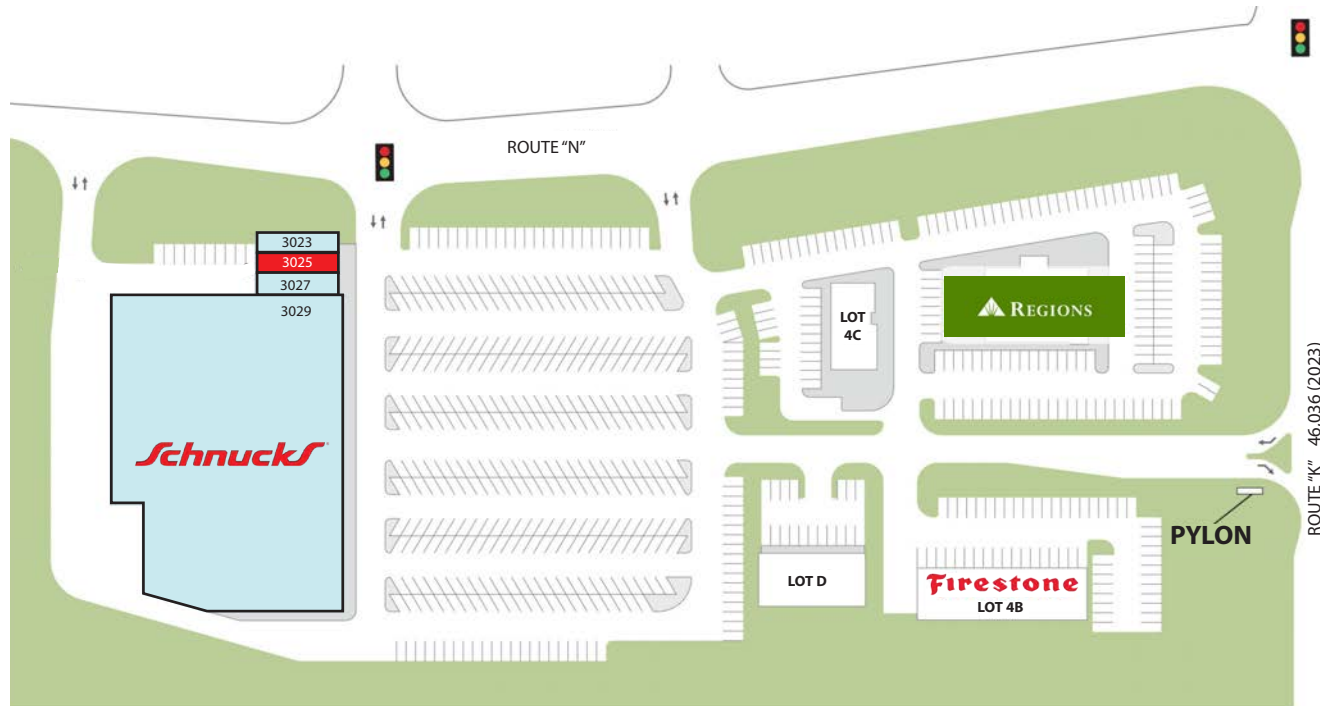 ROUTE “N”
3023
3025
3027
3029
Schnucks
LOT
4C
REGIONS
ROUTE “K” 46,036 (2023)
PYLON
LOT D
Firestone
LOT 4B